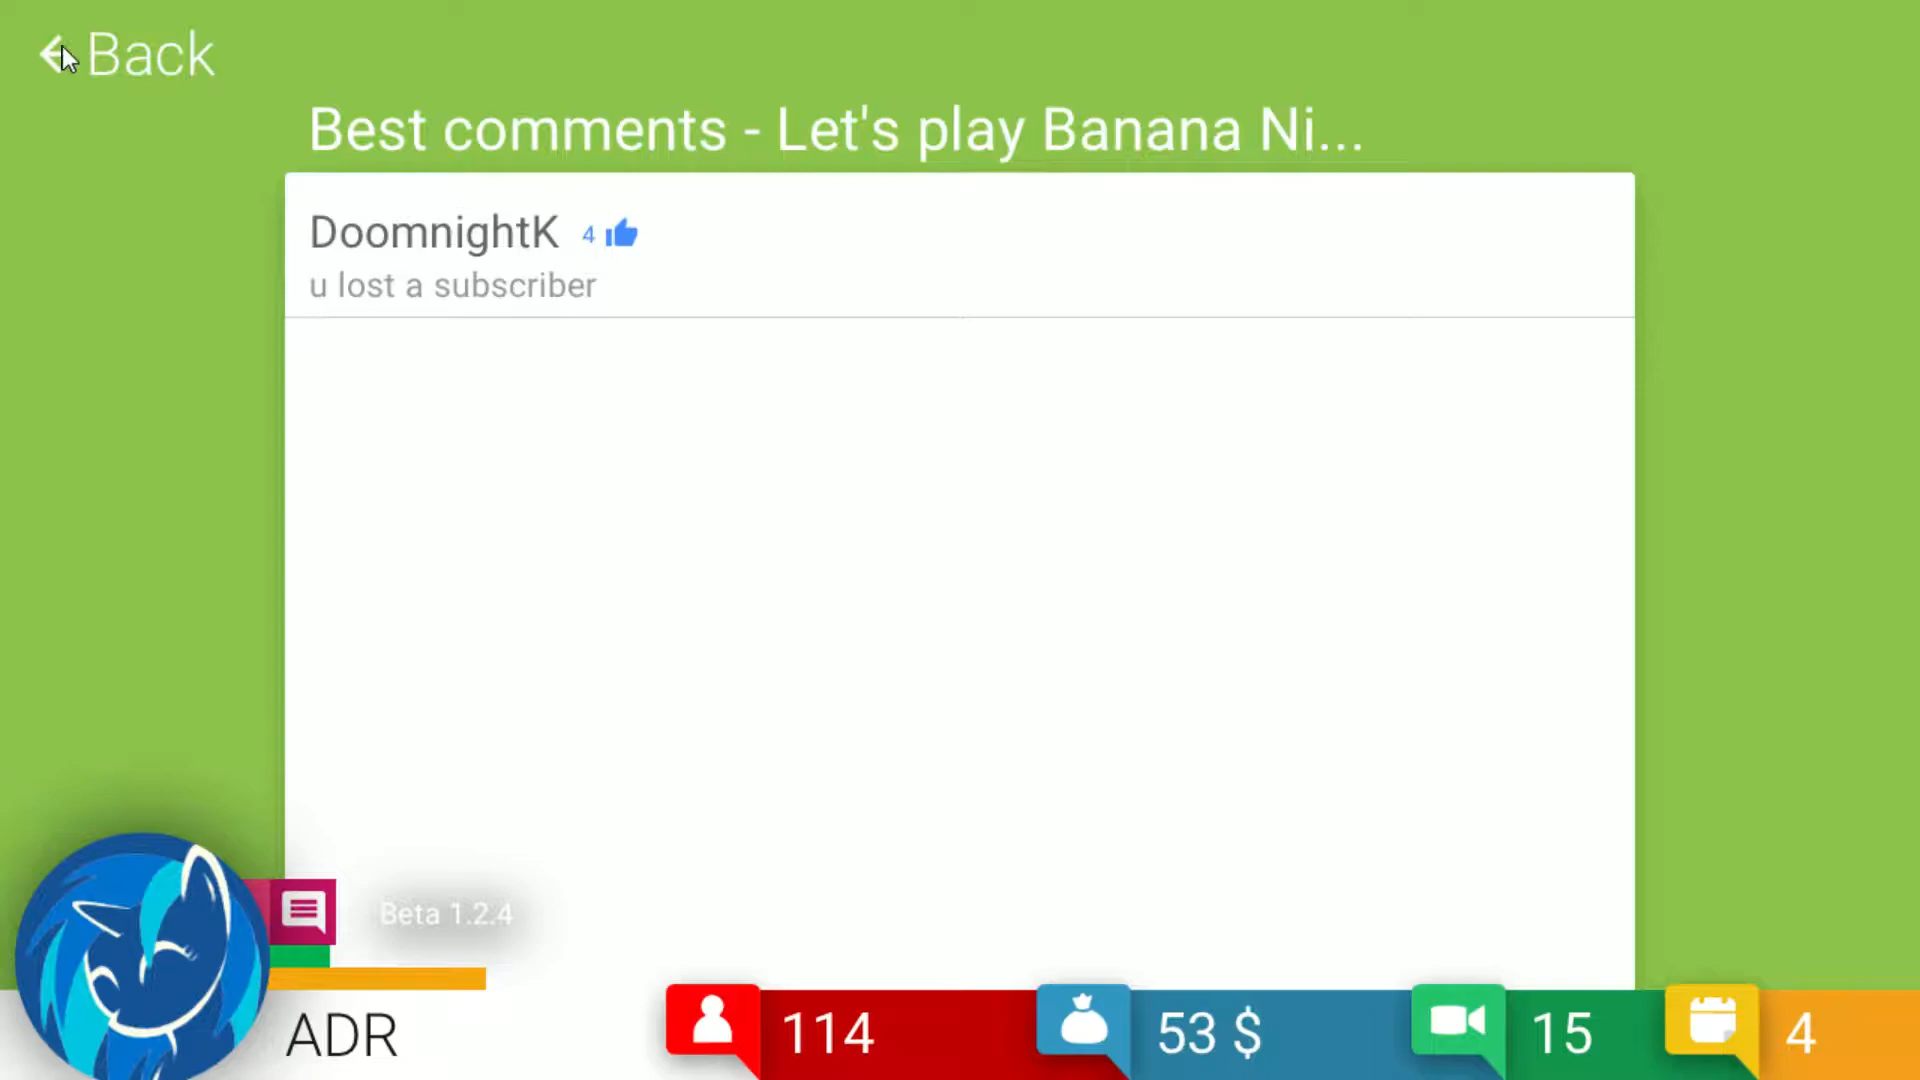 Back
Best comments - Let's play Banana Ni...
DoomnightK 4
u lost a subscriber
Beta 1.2.4
ADR
114
53 $
15
4